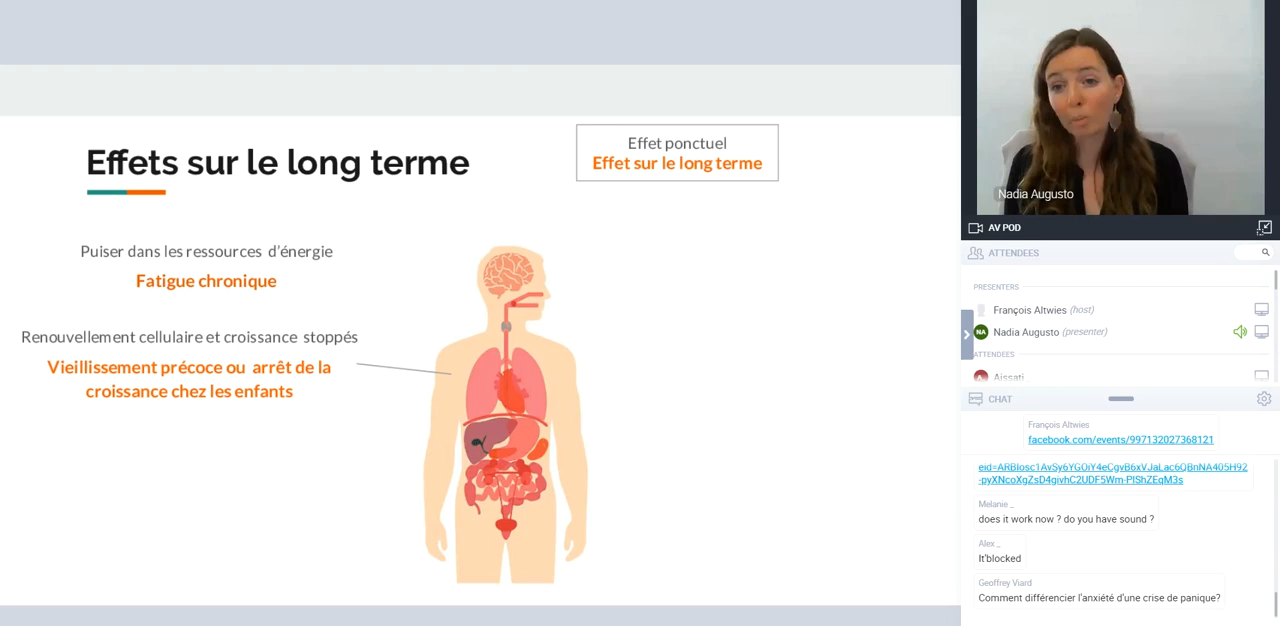 Effets sur le long terme
Effet ponctuel
Effet sur le long terme
Puiser dans les ressources d'énergie
Fatigue chronique
Renouvellement cellulaire et croissance stoppés
Vieillissement précoce ou arrêt de la
croissance chez les enfants
Nadia Augusto
AV POD
ATTENDEES
PRESENTERS
François Altwies (host)
NA Nadia Augusto (presenter)
ATTENDEES
Aissati
CHAT
François Altwies
facebook.com/events/997132027368121
Melanie _
does it work now ? do you have sound ?
Alex _
It'blocked
Geoffrey Viard
Comment différencier l'anxiété d'une crise de panique?